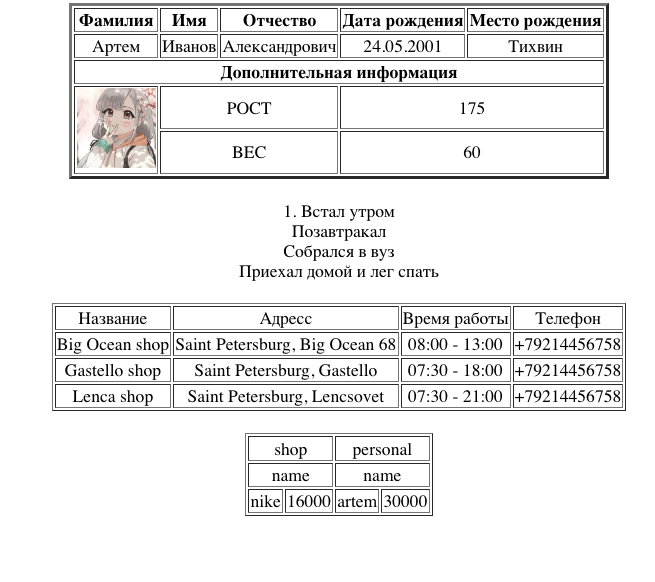 Фамилия Имя Отчество Дата рождения Место рождения
Артем Иванов Александрович 24.05.2001 Тихвин
Дополнительная информация
РОСТ 175
ВЕС 60
1. Встал утром
Позавтракал
Собрался в вуз
Приехал домой и лег спать
Название Адресс Время работы Телефон
Big Ocean shop Saint Petersburg, Big Ocean 68 08:00 - 13:00 +79214456758
Gastello shop Saint Petersburg, Gastello 07:30 - 18:00 +79214456758
Lenca shop Saint Petersburg, Lencsovet 07:30 - 21:00 +79214456758
shop personal
name name
nike 16000 artem 30000